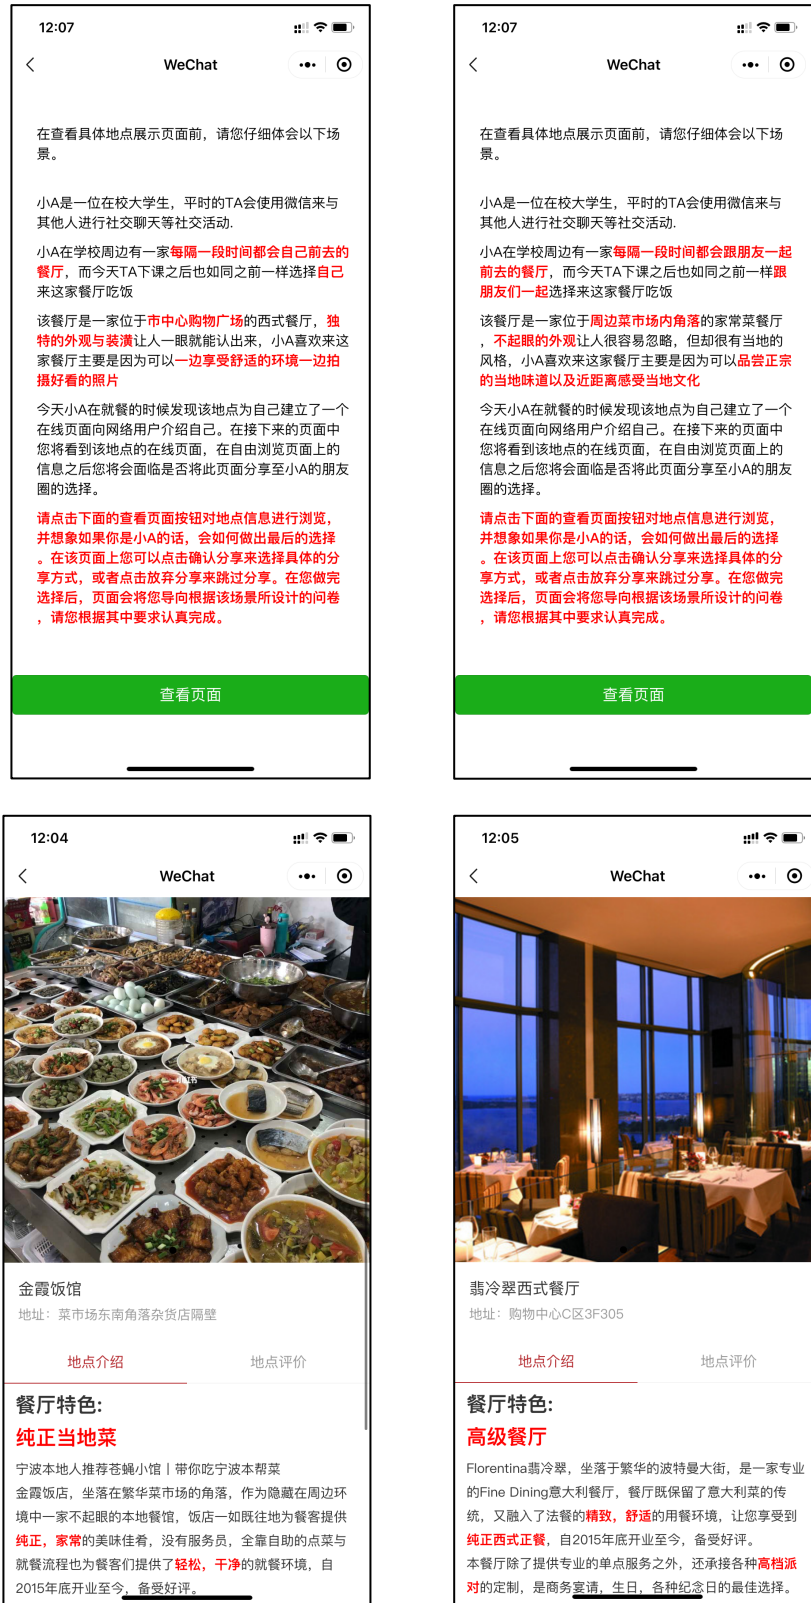 12:07
WeChat
在查看具体地点展示页面前，请您仔细体会以下场
景。
小A是一位在校大学生，平时的TA会使用微信来与
其他人进行社交聊天等社交活动.
小A在学校周边有一家每隔一段时间都会自己前去的
餐厅，而今天TA下课之后也如同之前一样选择自己
来这家餐厅吃饭
该餐厅是一家位于市中心购物广场的西式餐厅，独
特的外观与装潢让人一眼就能认出来，小A喜欢来这
家餐厅主要是因为可以一边享受舒适的环境一边拍
摄好看的照片
今天小A在就餐的时候发现该地点为自己建立了一个
在线页面向网络用户介绍自己。在接下来的页面中
您将看到该地点的在线页面，在自由浏览页面上的
信息之后您将会面临是否将此页面分享至小A的朋友
圈的选择。
请点击下面的查看页面按钮对地点信息进行浏览，
并想象如果你是小A的话，会如何做出最后的选择
。在该页面上您可以点击确认分享来选择具体的分
享方式，或者点击放弃分享来跳过分享。在您做完
选择后，页面会将您导向根据该场景所设计的问卷
，请您根据其中要求认真完成。
查看页面
12:07
WeChat
在查看具体地点展示页面前，请您仔细体会以下场
景。
小A是一位在校大学生，平时的TA会使用微信来与
其他人进行社交聊天等社交活动.
小A在学校周边有一家每隔一段时间都会跟朋友一起
前去的餐厅，而今天TA下课之后也如同之前一样跟
朋友们一起选择来这家餐厅吃饭
该餐厅是一家位于周边菜市场内角落的家常菜餐厅
，不起眼的外观让人很容易忽略，但却很有当地的
风格，小A喜欢来这家餐厅主要是因为可以品尝正宗
的当地味道以及近距离感受当地文化
今天小A在就餐的时候发现该地点为自己建立了一个
在线页面向网络用户介绍自己。在接下来的页面中
您将看到该地点的在线页面，在自由浏览页面上的
信息之后您将会面临是否将此页面分享至小A的朋友
圈的选择。
请点击下面的查看页面按钮对地点信息进行浏览，
并想象如果你是小A的话，会如何做出最后的选择
。在该页面上您可以点击确认分享来选择具体的分
享方式，或者点击放弃分享来跳过分享。在您做完
选择后，页面会将您导向根据该场景所设计的问卷
，请您根据其中要求认真完成。
查看页面
12:04
WeChat
小红书
金霞饭馆
地址：菜市场东南角落杂货店隔壁
地点介绍 地点评价
餐厅特色:
纯正当地菜
宁波本地人推荐苍蝇小馆丨带你吃宁波本帮菜
金霞饭店，坐落在繁华菜市场的角落，作为隐藏在周边环
境中一家不起眼的本地餐馆，饭店一如既往地为餐客提供
纯正，家常的美味佳肴，没有服务员，全靠自助的点菜与
就餐流程也为餐客们提供了轻松，干净的就餐环境，自
2015年底开业至今，备受好评。
12:05
WeChat
翡冷翠西式餐厅
地址：购物中心C区3F305
地点介绍 地点评价
餐厅特色:
高级餐厅
Florentina翡冷翠，坐落于繁华的波特曼大街，是一家专业
的Fine Dining意大利餐厅，餐厅既保留了意大利菜的传
统，又融入了法餐的精致，舒适的用餐环境，让您享受到
纯正西式正餐，自2015年底开业至今，备受好评。
本餐厅除了提供专业的单点服务之外，还承接各种高档派
对的定制，是商务宴请，生日，各种纪念日的最佳选择。